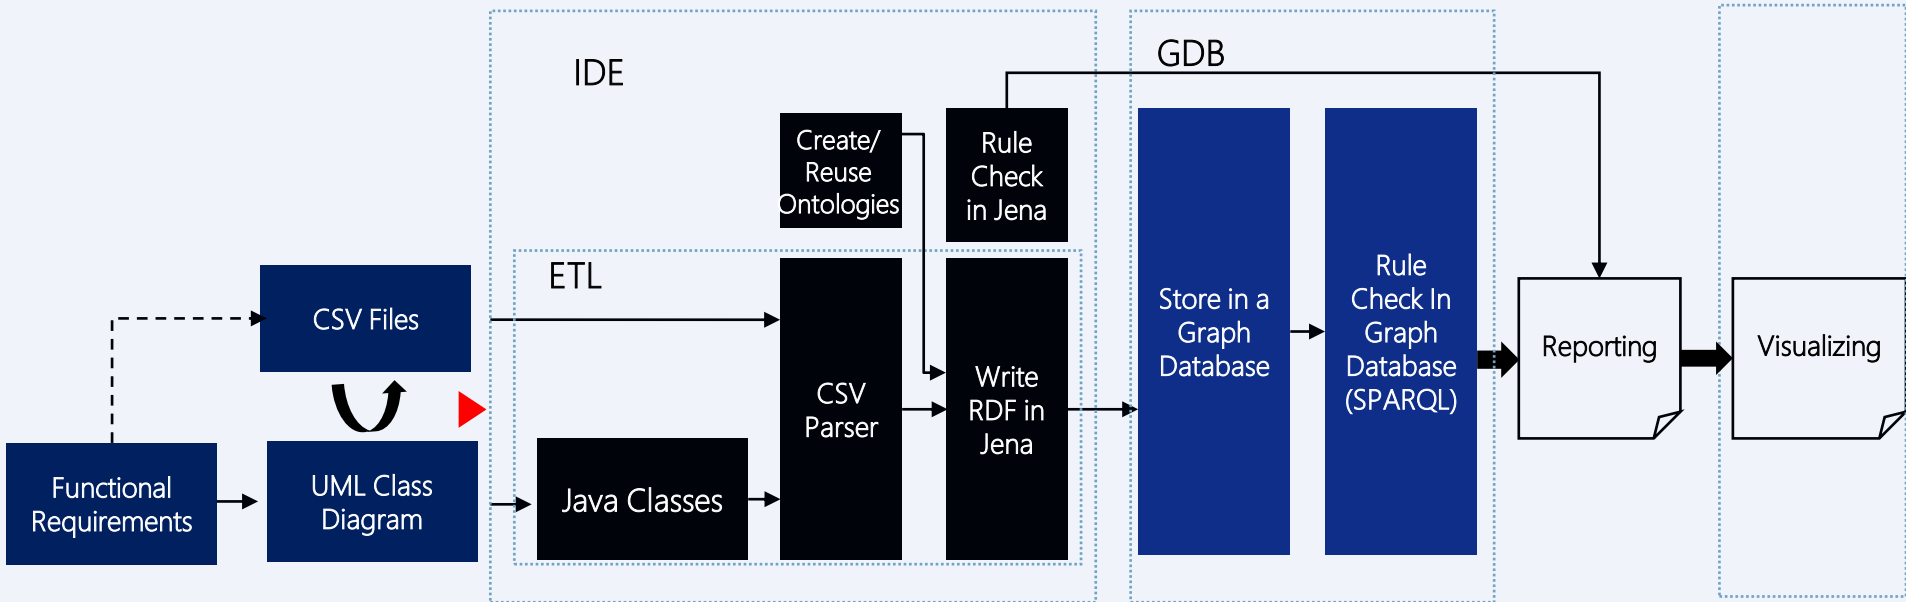 IDE
GDB
Create/
Reuse
Ontologies
Rule
Check
in Jena
ETL
CSV Files
CSV
Parser
Write
RDF in
Jena
Store in a
Graph
Database
Rule
Check In
Graph
Database
(SPARQL)
Reporting
Visualizing
Functional
Requirements
UML Class
Diagram
Java Classes